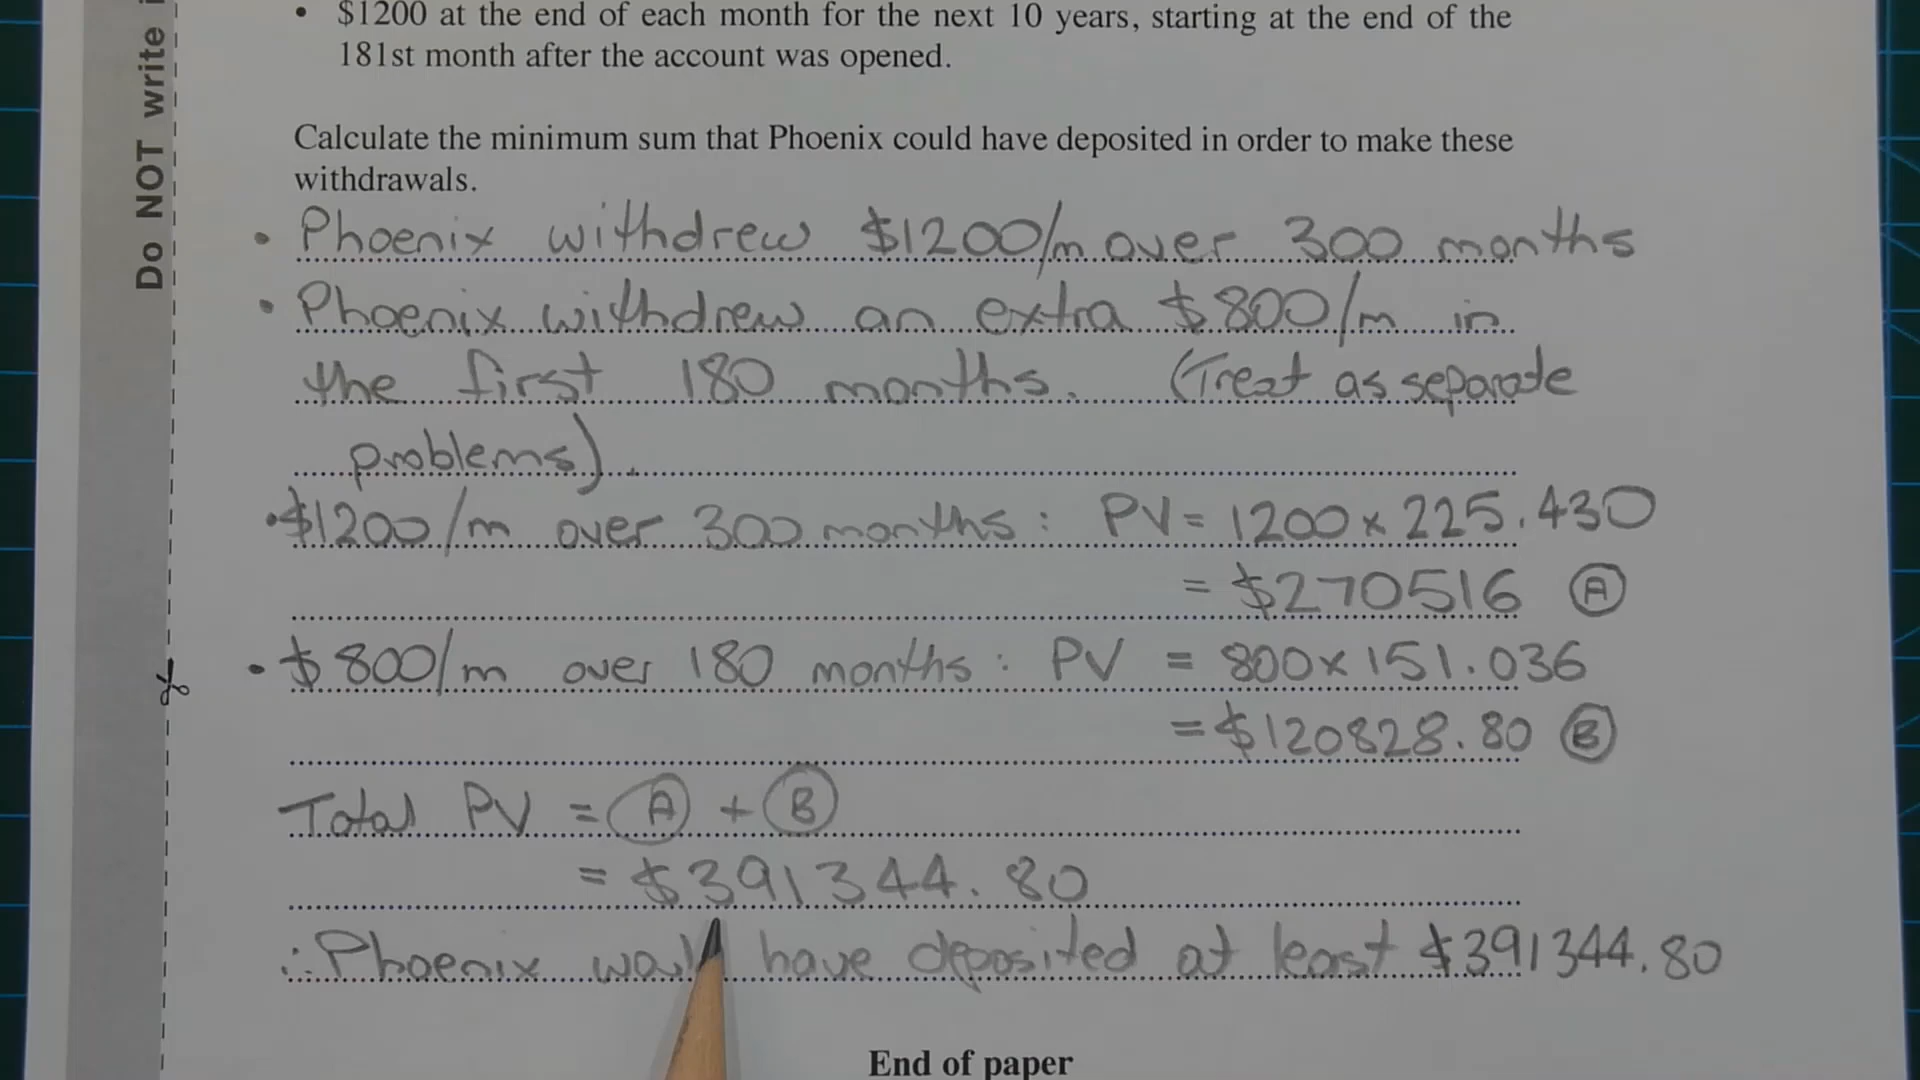 • $1200 at the end of each month for the next 10 years, starting at the end of the
181st month after the account was opened.
Do NOT write
Calculate the minimum sum that Phoenix could have deposited in order to make these
withdrawals.
• Phoenix withdrew $1200/m over 300 months
• Phoenix withdrew an extra $800/m in
the first 180 months. (Treat as separate
problems).
• $1200/m over 300 months : PV = 1200 x 225.430
= $270516 Ⓐ
• $800/m over 180 months : PV = 800 x 151.036
= $120828.80 Ⓑ
Total PV = Ⓐ + Ⓑ
= $391344.80
∴ Phoenix would have deposited at least $391344.80
End of paper